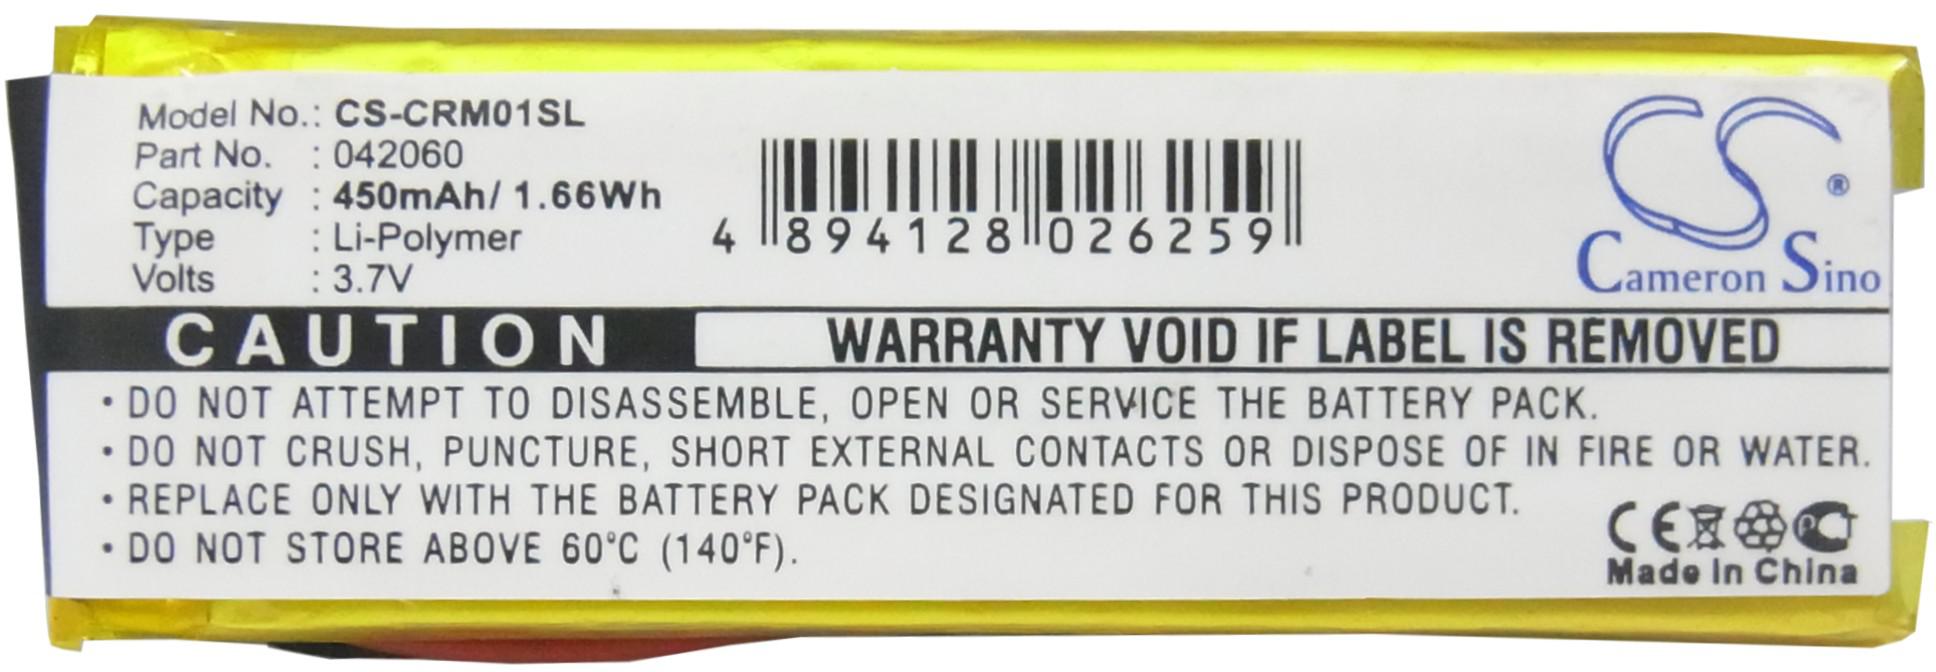 Model No.: CS-CRM01SL
Part No. : 042060
Capacity : 450mAh/ 1.66Wh
Type : Li-Polymer
Volts : 3.7V
4 894128 026259
CS®
Cameron Sino
CAUTION
WARRANTY VOID IF LABEL IS REMOVED
• DO NOT ATTEMPT TO DISASSEMBLE, OPEN OR SERVICE THE BATTERY PACK.
• DO NOT CRUSH, PUNCTURE, SHORT EXTERNAL CONTACTS OR DISPOSE OF IN FIRE OR WATER.
• REPLACE ONLY WITH THE BATTERY PACK DESIGNATED FOR THIS PRODUCT.
• DO NOT STORE ABOVE 60°C (140°F).
CE
Made In China